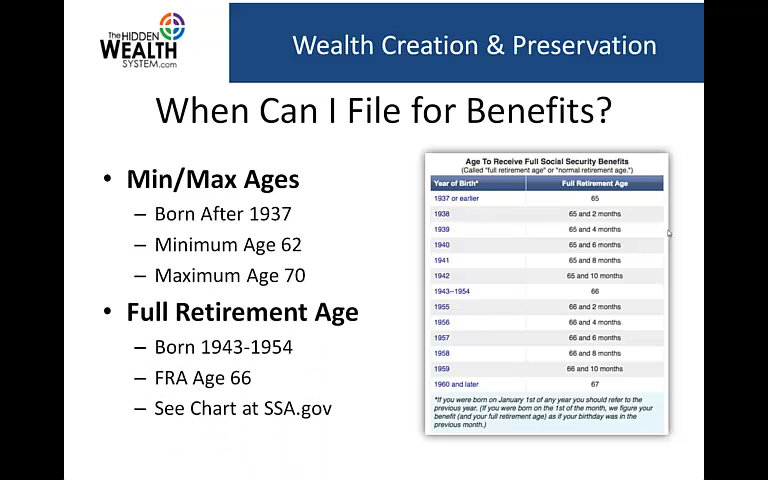 The HIDDEN
WEALTH
SYSTEM.com
Wealth Creation & Preservation
When Can I File for Benefits?
• Min/Max Ages
– Born After 1937
– Minimum Age 62
– Maximum Age 70
• Full Retirement Age
– Born 1943-1954
– FRA Age 66
– See Chart at SSA.gov
Age To Receive Full Social Security Benefits
(Called "full retirement age" or "normal retirement age.")
Year of Birth* Full Retirement Age
1937 or earlier 65
1938 65 and 2 months
1939 65 and 4 months
1940 65 and 6 months
1941 65 and 8 months
1942 65 and 10 months
1943--1954 66
1955 66 and 2 months
1956 66 and 4 months
1957 66 and 6 months
1958 66 and 8 months
1959 66 and 10 months
1960 and later 67
*If you were born on January 1st of any year you should refer to the
previous year. (If you were born on the 1st of the month, we figure your
benefit (and your full retirement age) as if your birthday was in the
previous month.)